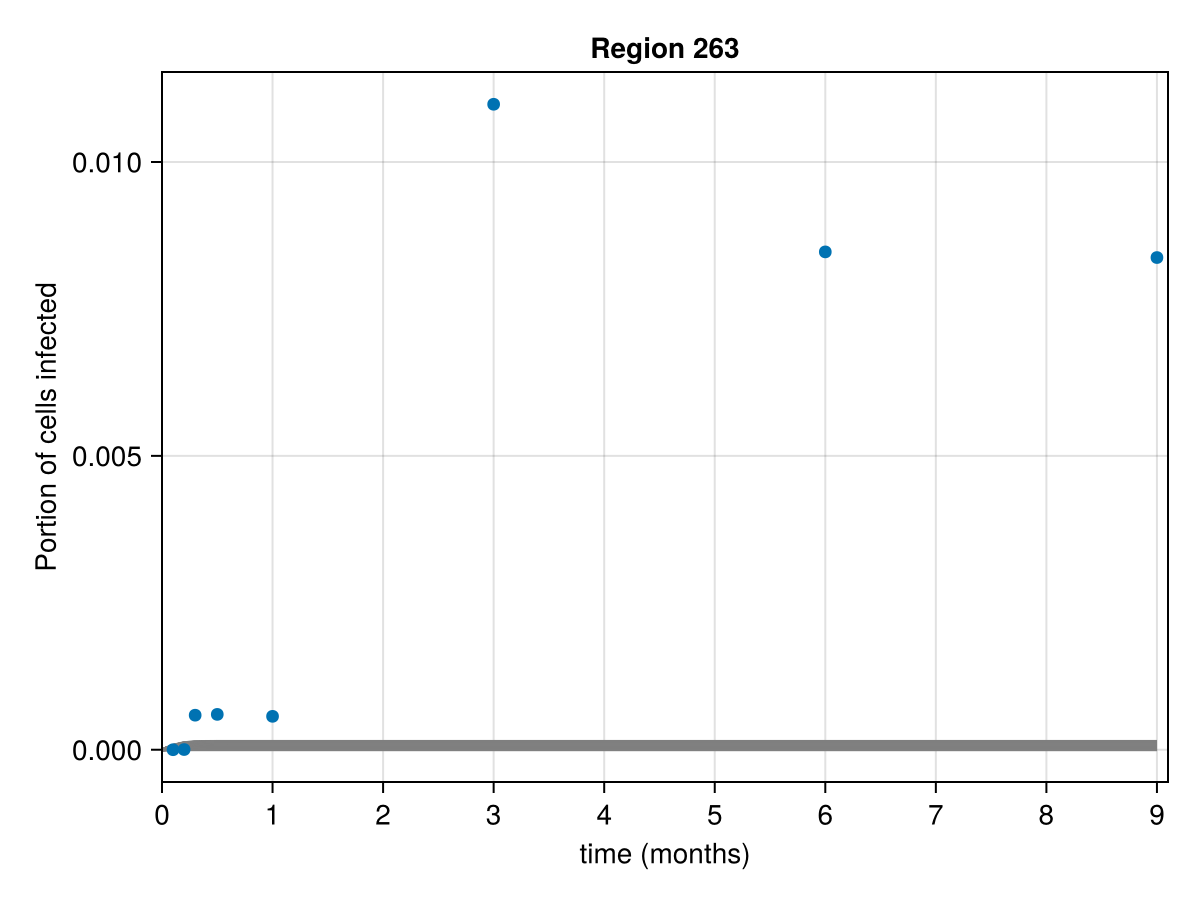 Region 263
Portion of cells infected
0.010
0.005
0.000
0 1 2 3 4 5 6 7 8 9
time (months)